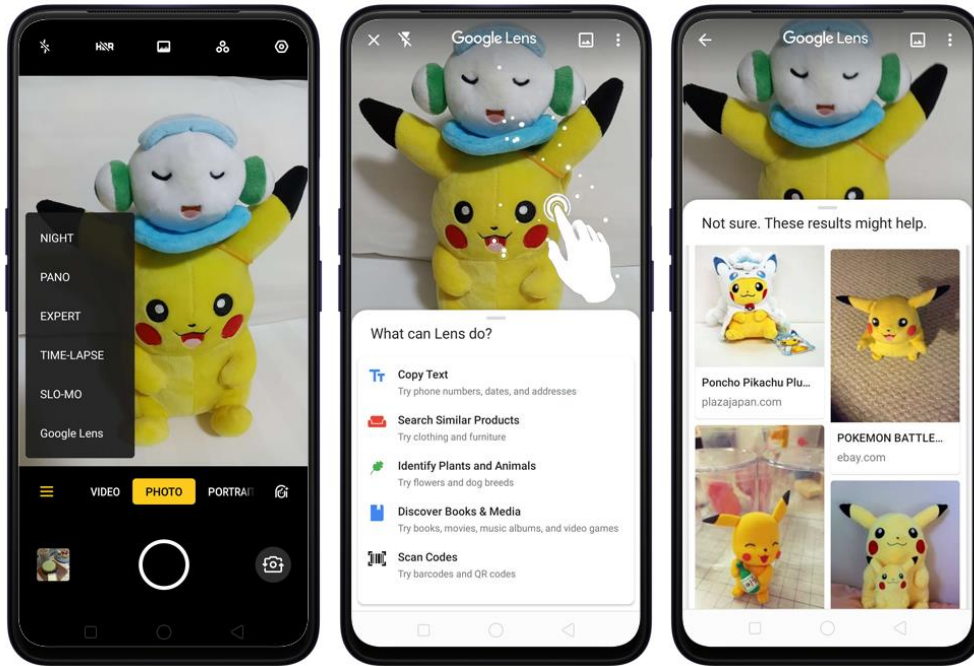 HDR
NIGHT
PANO
EXPERT
TIME-LAPSE
SLO-MO
Google Lens
VIDEO
PHOTO
PORTRAIT
Google Lens
What can Lens do?
Copy Text
Try phone numbers, dates, and addresses
Search Similar Products
Try clothing and furniture
Identify Plants and Animals
Try flowers and dog breeds
Discover Books & Media
Try books, movies, music albums, and video games
Scan Codes
Try barcodes and QR codes
Google Lens
Not sure. These results might help.
Poncho Pikachu Plu...
plazajapan.com
POKEMON BATTLE...
ebay.com